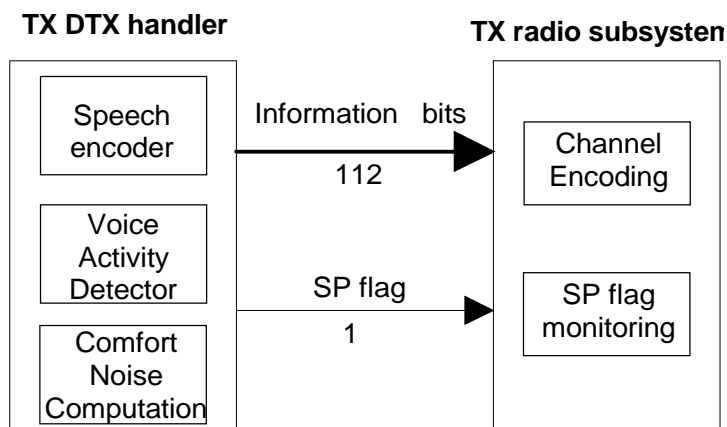 TX DTX handler
TX radio subsystem
Speech
encoder
Information bits
112
Channel
Encoding
Voice
Activity
Detector
SP flag
1
SP flag
monitoring
Comfort
Noise
Computation